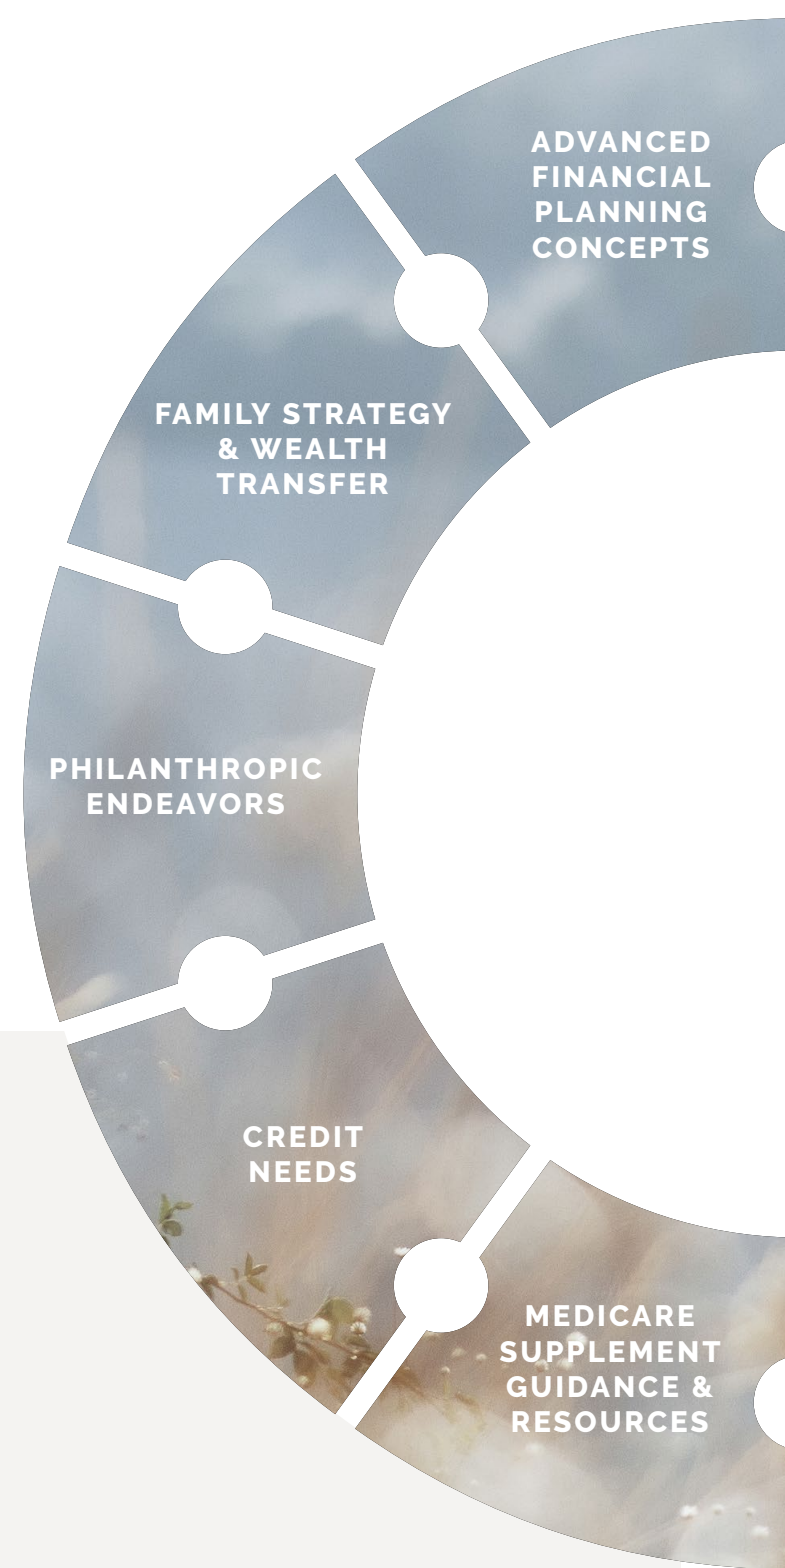 ADVANCED
FINANCIAL
PLANNING
CONCEPTS
FAMILY STRATEGY
& WEALTH
TRANSFER
PHILANTHROPIC
ENDEAVORS
CREDIT
NEEDS
MEDICARE
SUPPLEMENT
GUIDANCE &
RESOURCES